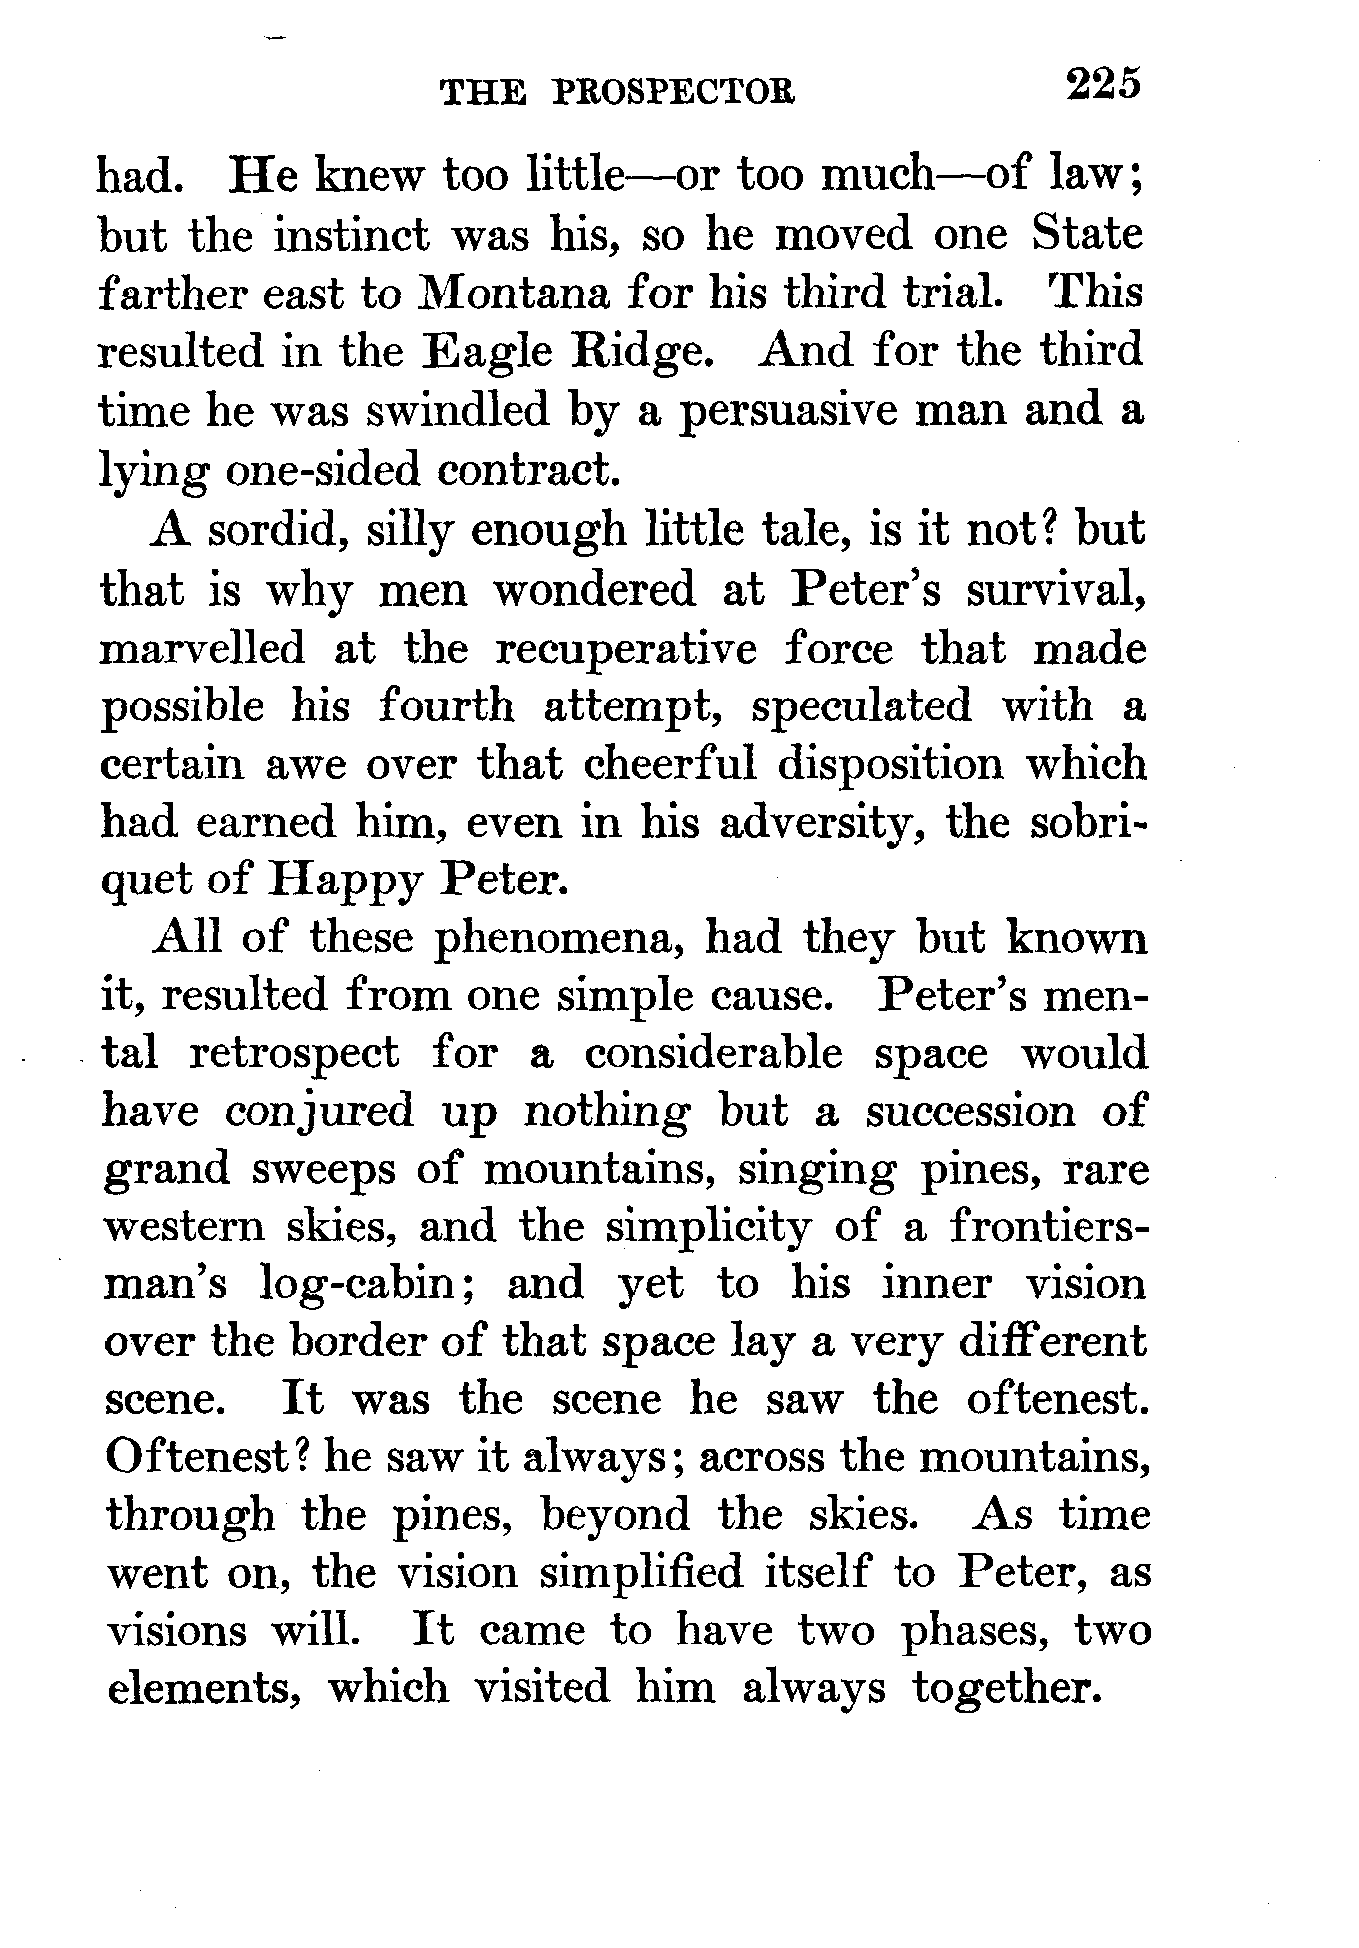 THE PROSPECTOR 225
had. He knew too little—or too much—of law;
but the instinct was his, so he moved one State
farther east to Montana for his third trial. This
resulted in the Eagle Ridge. And for the third
time he was swindled by a persuasive man and a
lying one-sided contract.
A sordid, silly enough little tale, is it not? but
that is why men wondered at Peter's survival,
marvelled at the recuperative force that made
possible his fourth attempt, speculated with a
certain awe over that cheerful disposition which
had earned him, even in his adversity, the sobri-
quet of Happy Peter.
All of these phenomena, had they but known
it, resulted from one simple cause. Peter's men-
tal retrospect for a considerable space would
have conjured up nothing but a succession of
grand sweeps of mountains, singing pines, rare
western skies, and the simplicity of a frontiers-
man's log-cabin; and yet to his inner vision
over the border of that space lay a very different
scene. It was the scene he saw the oftenest.
Oftenest? he saw it always; across the mountains,
through the pines, beyond the skies. As time
went on, the vision simplified itself to Peter, as
visions will. It came to have two phases, two
elements, which visited him always together.